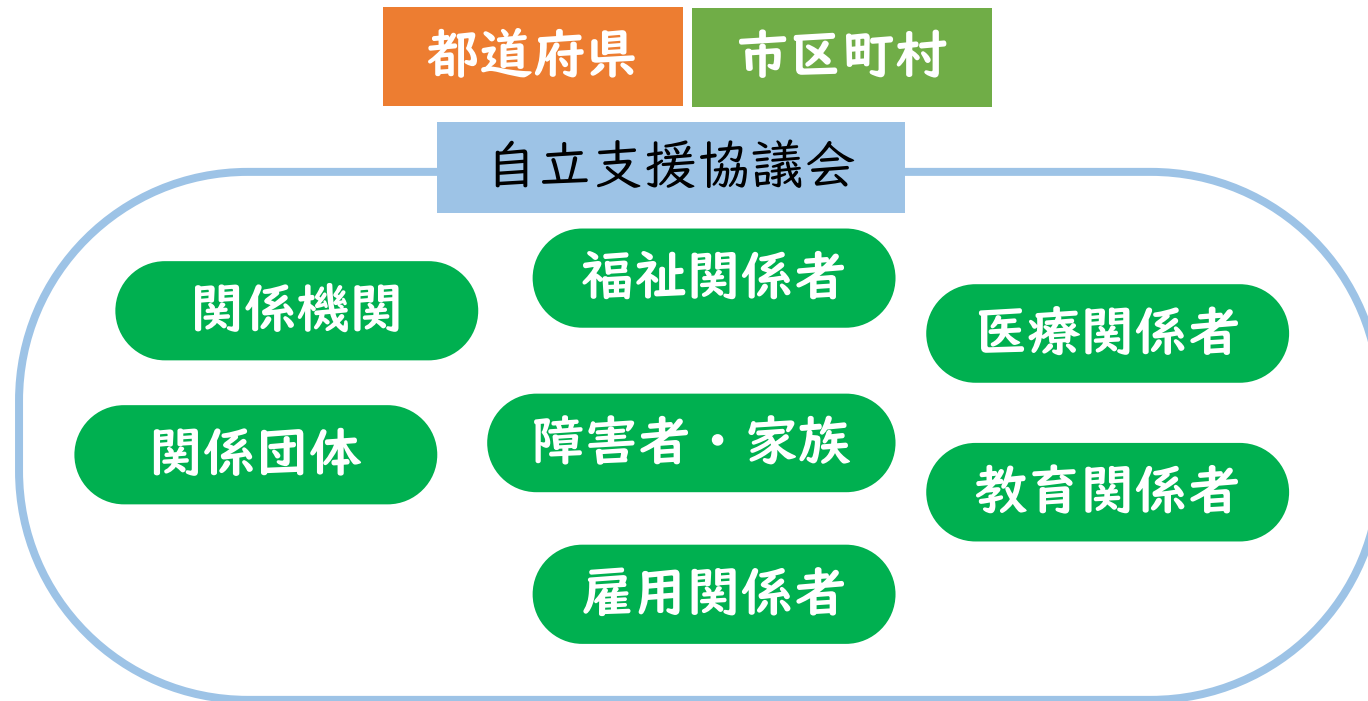 都道府県
市区町村
自立支援協議会
関係機関
福祉関係者
医療関係者
関係団体
障害者・家族
教育関係者
雇用関係者